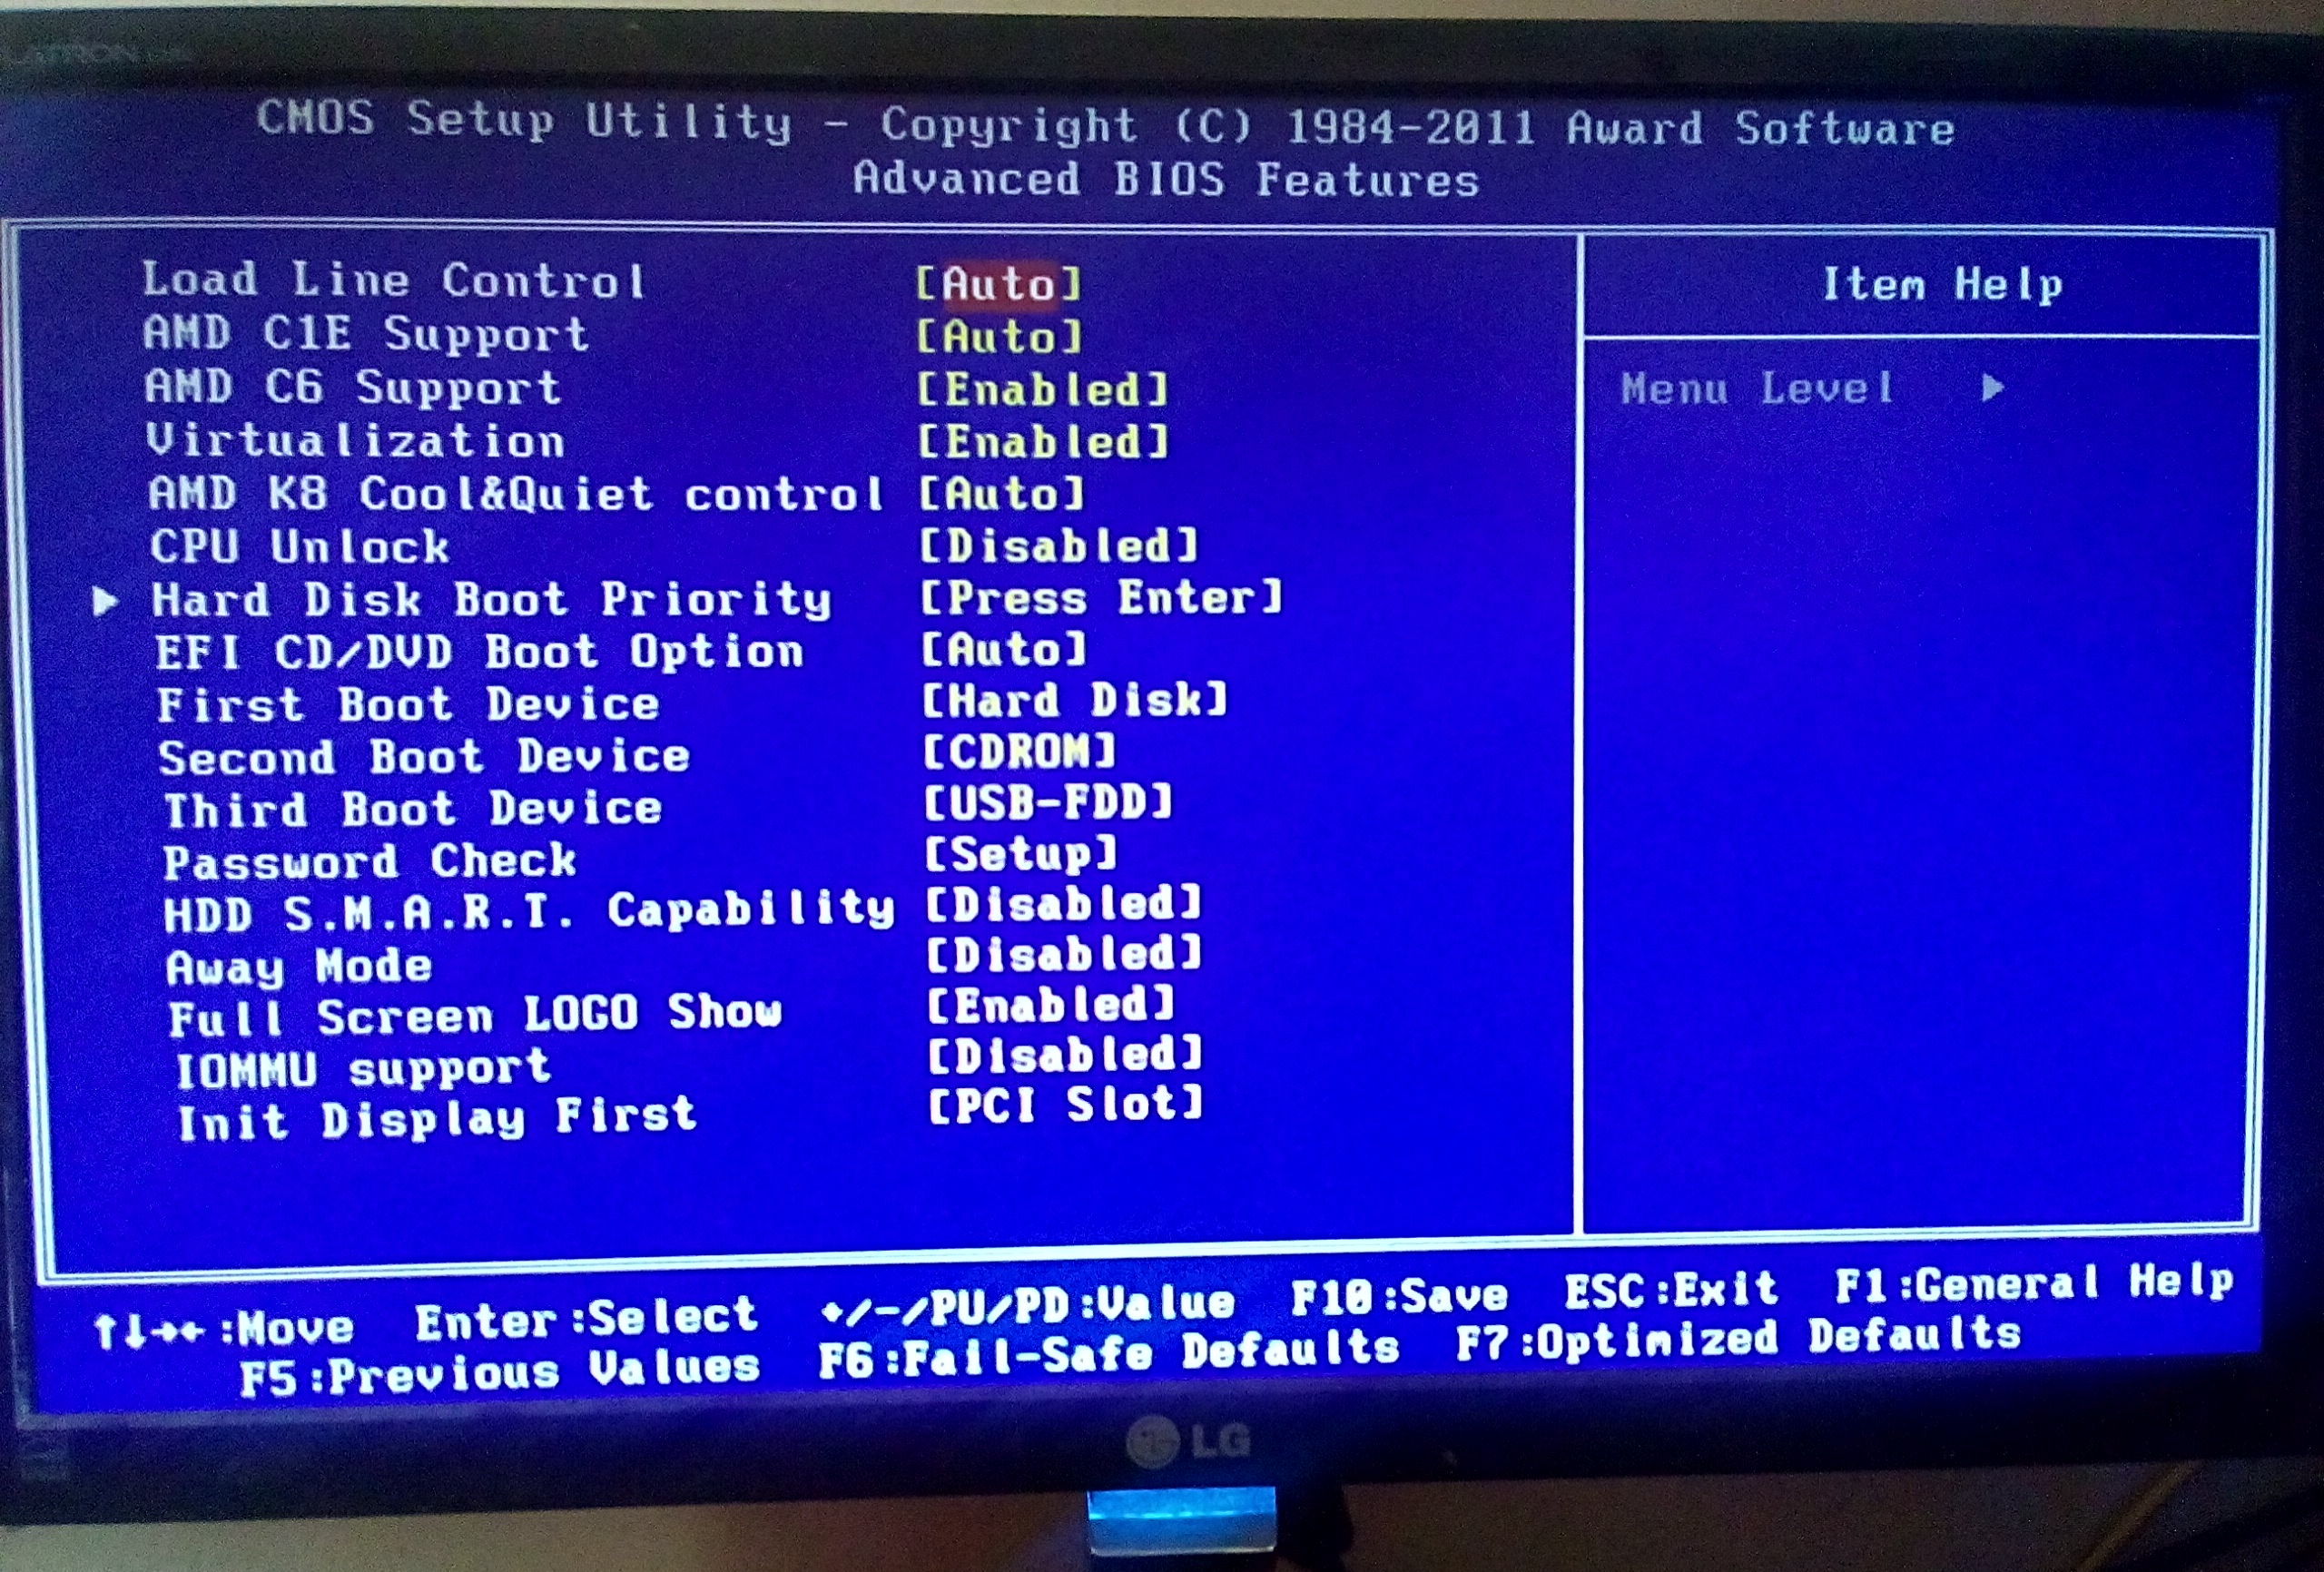 CMOS Setup Utility - Copyright (C) 1984-2011 Award Software
Advanced BIOS Features
Load Line Control [Auto]
AMD C1E Support [Auto]
AMD C6 Support [Enabled]
Virtualization [Enabled]
AMD K8 Cool&Quiet control [Auto]
CPU Unlock [Disabled]
▶ Hard Disk Boot Priority [Press Enter]
EFI CD/DVD Boot Option [Auto]
First Boot Device [Hard Disk]
Second Boot Device [CDROM]
Third Boot Device [USB-FDD]
Password Check [Setup]
HDD S.M.A.R.T. Capability [Disabled]
Away Mode [Disabled]
Full Screen LOGO Show [Enabled]
IOMMU support [Disabled]
Init Display First [PCI Slot]
Item Help
Menu Level ▶
↑↓→←:Move Enter:Select +/-/PU/PD:Value F10:Save ESC:Exit F1:General Help
F5:Previous Values F6:Fail-Safe Defaults F7:Optimized Defaults
LG